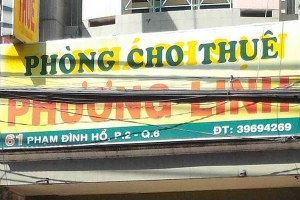 PHÒNG CHO THUÊ
PHƯƠNG LINH
61 PHẠM ĐÌNH HỔ, P.2 - Q.6 ĐT: 39694269